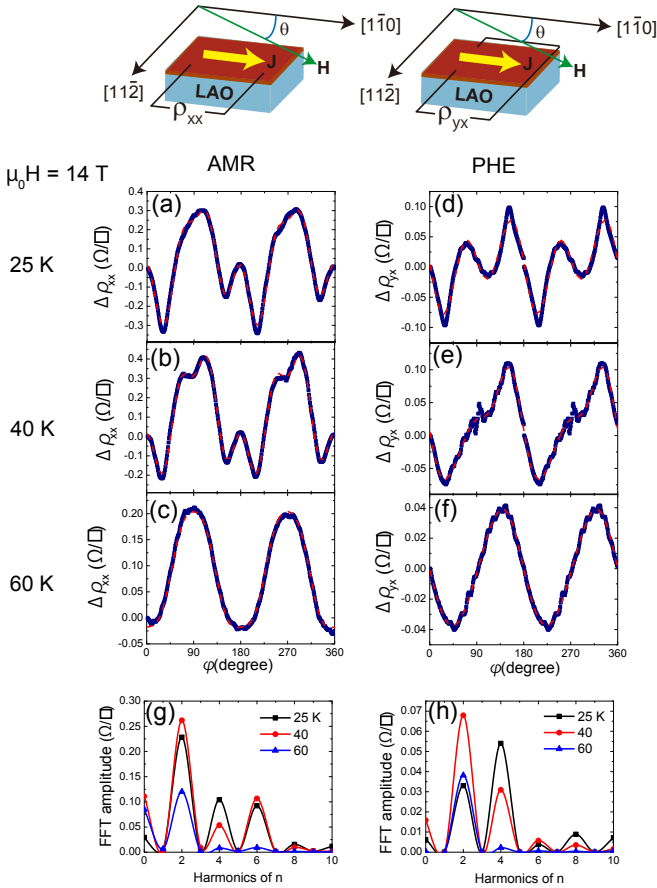 θ
[11̄0]
H
J
[112̄]
LAO
ρxx
θ
[11̄0]
H
J
[112̄]
LAO
ρyx
μ0H = 14 T
AMR
PHE
25 K
40 K
60 K
(a)
Δ ρxx (Ω/□)
0.3
0.2
0.1
0.0
-0.1
-0.2
-0.3
(b)
Δ ρxx (Ω/□)
0.4
0.3
0.2
0.1
0.0
-0.1
-0.2
(c)
Δ ρxx (Ω/□)
0.20
0.15
0.10
0.05
0.00
-0.05
0 90 180 270 360
φ(degree)
(d)
Δ ρyx (Ω/□)
0.10
0.05
0.00
-0.05
-0.10
(e)
Δ ρyx (Ω/□)
0.10
0.05
0.00
-0.05
(f)
Δ ρyx (Ω/□)
0.04
0.02
0.00
-0.02
-0.04
0 90 180 270 360
φ(degree)
(g)
FFT amplitude (Ω/□)
0.30
0.25
0.20
0.15
0.10
0.05
0.00
25 K
40
60
0 2 4 6 8 10
Harmonics of n
(h)
FFT amplitude (Ω/□)
0.07
0.06
0.05
0.04
0.03
0.02
0.01
0.00
25 K
40
60
0 2 4 6 8 10
Harmonics of n